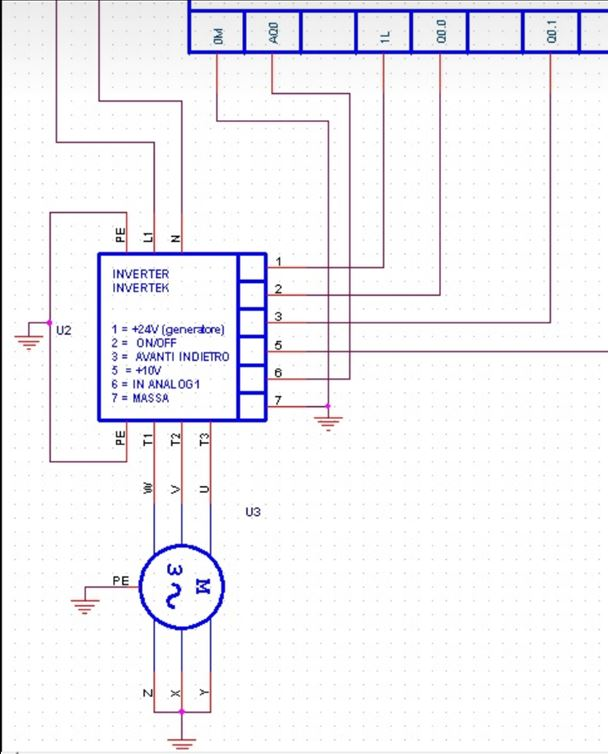 0M
AQ0
1L
Q0.0
Q0.1
PE
L1
N
INVERTER
INVERTEK
1 = +24V (generatore)
2 = ON/OFF
3 = AVANTI INDIETRO
5 = +10V
6 = IN ANALOG1
7 = MASSA
1
2
3
5
6
7
U2
PE
T1
T2
T3
W
V
U
U3
PE
M
3
Z
X
Y